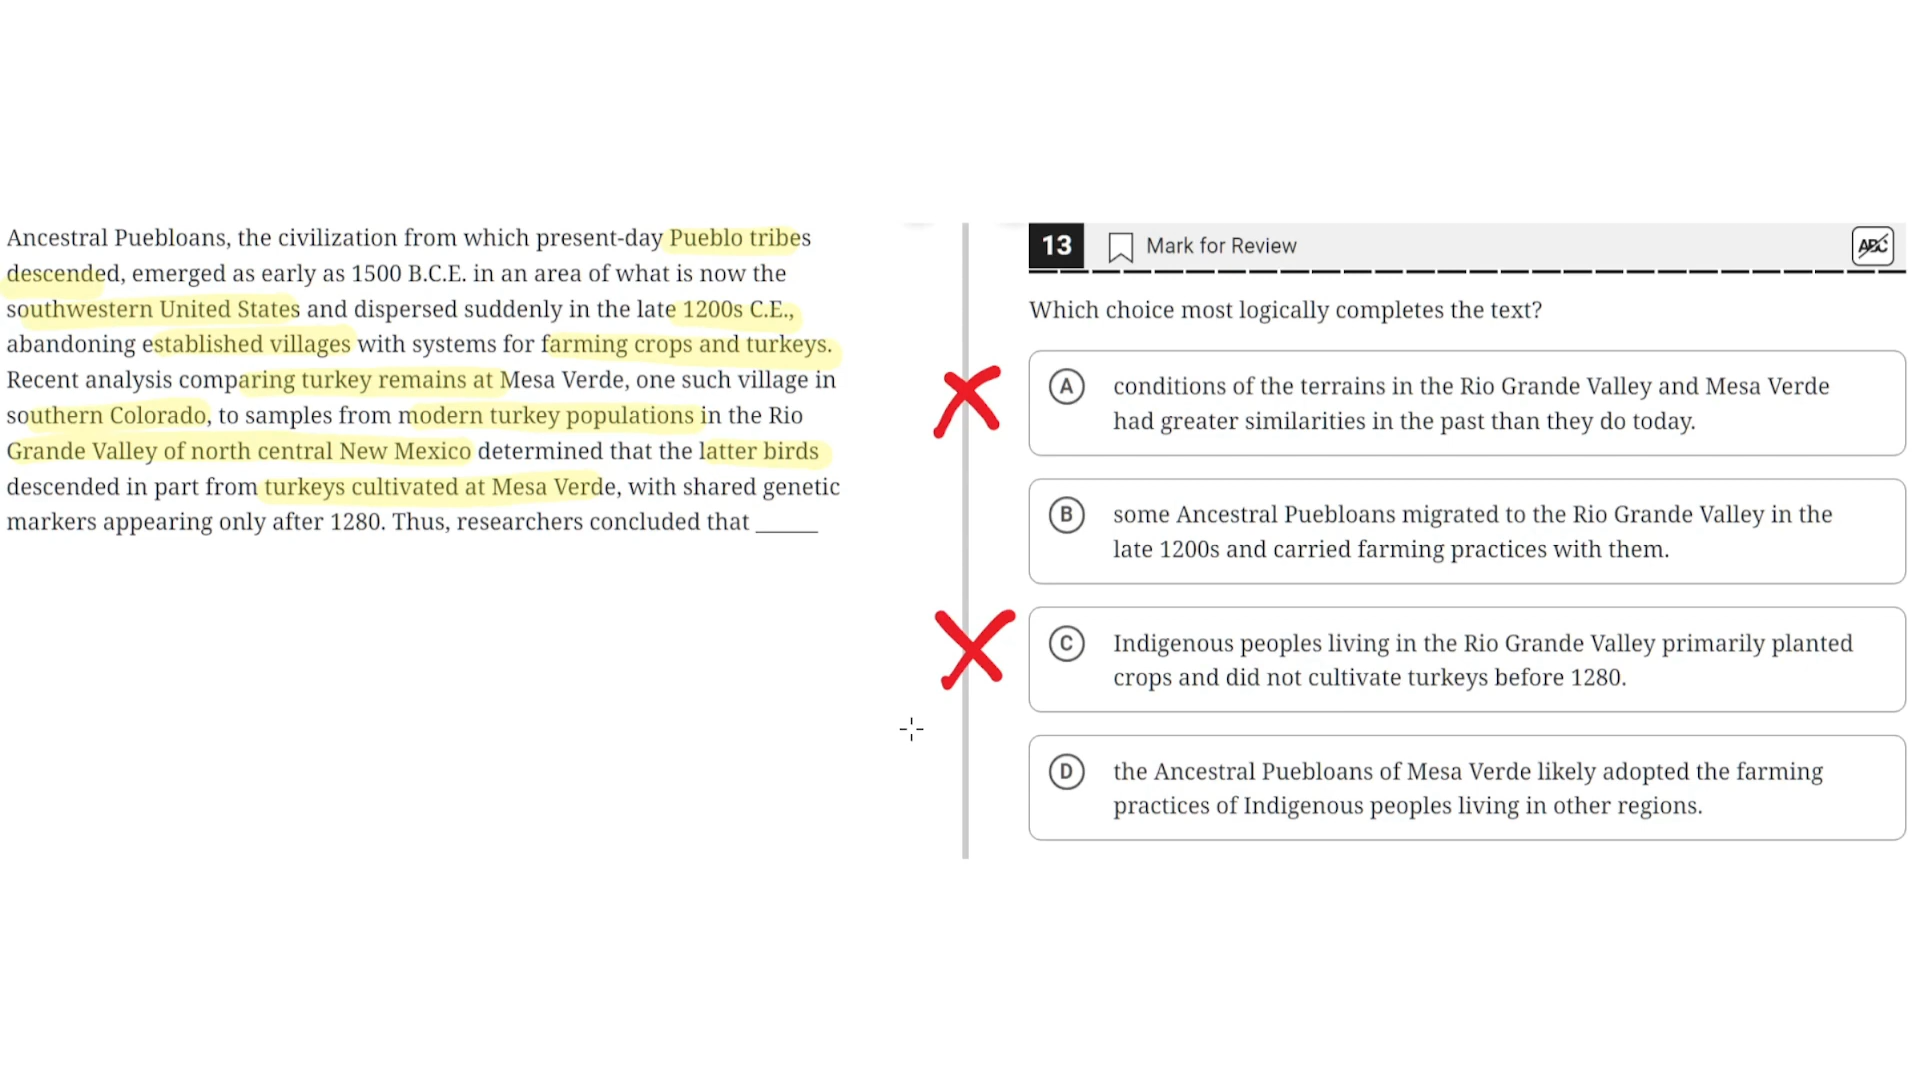 Ancestral Puebloans, the civilization from which present-day Pueblo tribes
descended, emerged as early as 1500 B.C.E. in an area of what is now the
southwestern United States and dispersed suddenly in the late 1200s C.E.,
abandoning established villages with systems for farming crops and turkeys.
Recent analysis comparing turkey remains at Mesa Verde, one such village in
southern Colorado, to samples from modern turkey populations in the Rio
Grande Valley of north central New Mexico determined that the latter birds
descended in part from turkeys cultivated at Mesa Verde, with shared genetic
markers appearing only after 1280. Thus, researchers concluded that ______
13 Mark for Review ABC
Which choice most logically completes the text?
A conditions of the terrains in the Rio Grande Valley and Mesa Verde
had greater similarities in the past than they do today.
B some Ancestral Puebloans migrated to the Rio Grande Valley in the
late 1200s and carried farming practices with them.
C Indigenous peoples living in the Rio Grande Valley primarily planted
crops and did not cultivate turkeys before 1280.
D the Ancestral Puebloans of Mesa Verde likely adopted the farming
practices of Indigenous peoples living in other regions.